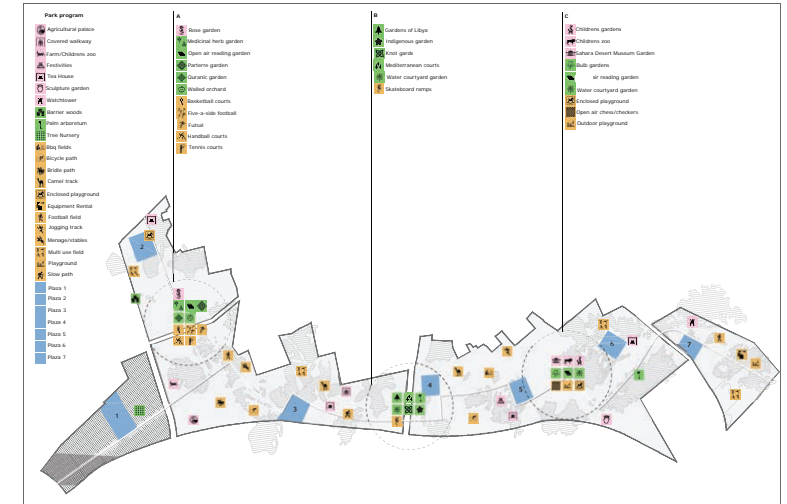 Park program
Agricultural palace
Covered walkway
Farm/Childrens zoo
Festivities
Tea House
Sculpture garden
Watchtower
Barrier woods
Palm arboretum
Tree Nursery
Bbq fields
Bicycle path
Bridle path
Camel track
Enclosed playground
Equipment Rental
Football field
Jogging track
Menage/stables
Multi use field
Playground
Slow path
Plaza 1
Plaza 2
Plaza 3
Plaza 4
Plaza 5
Plaza 6
Plaza 7
A
Rose garden
Medicinal herb garden
Open air reading garden
Parterre garden
Quranic garden
Walled orchard
Basketball courts
Five-a-side football
Futsal
Handball courts
Tennis courts
B
Gardens of Libya
Indigenous garden
Knot garde
Mediterranean courts
Water courtyard garden
Skateboard ramps
C
Childrens gardens
Childrens zoo
Sahara Desert Museum Garden
Bulb gardens
air reading garden
Water courtyard garden
Enclosed playground
Open air chess/checkers
Outdoor playground
2
1
3
4
5
6
7